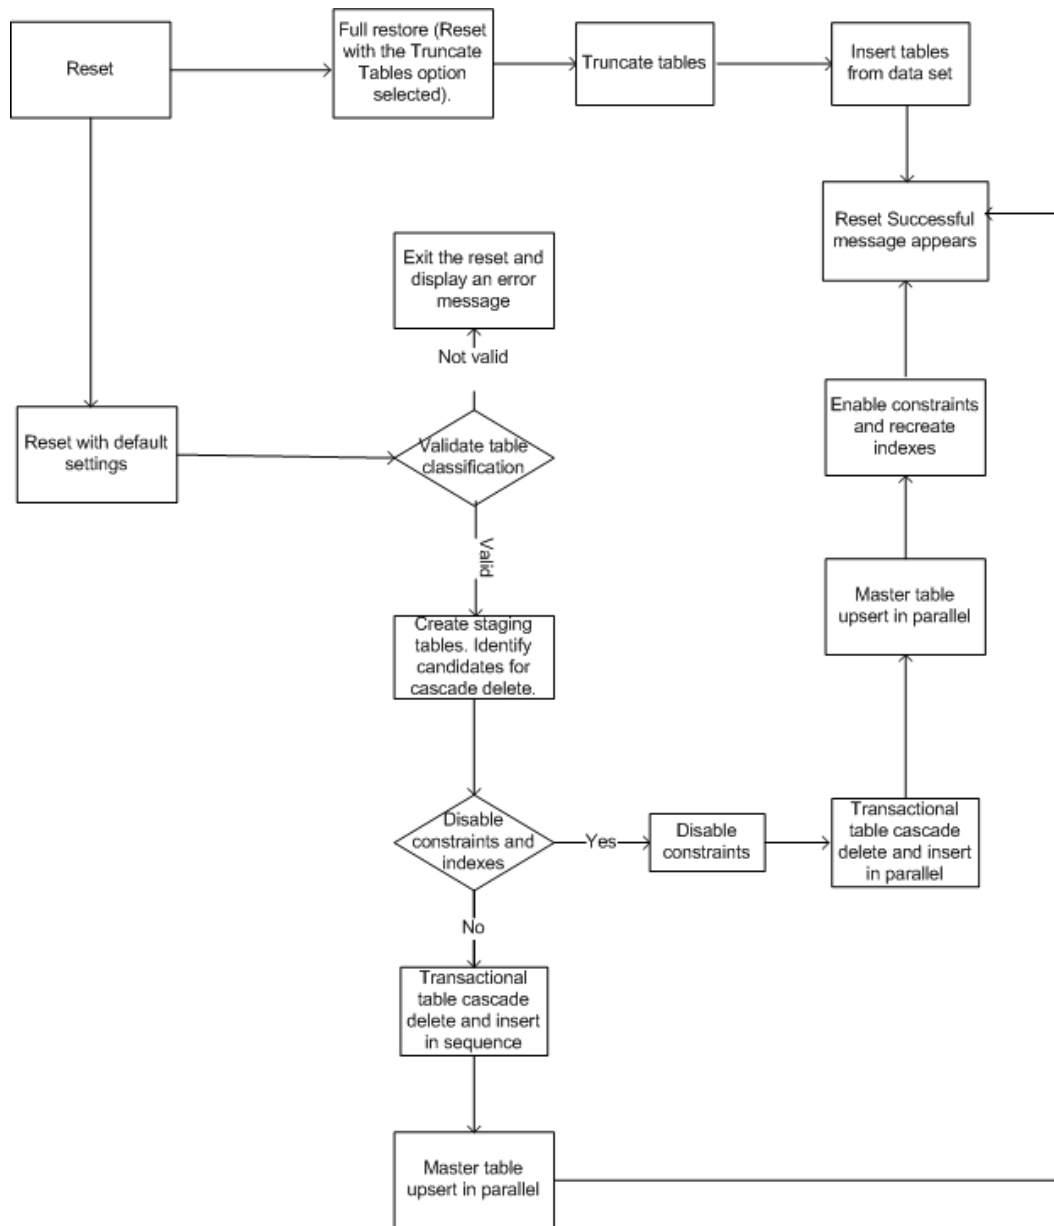 Reset
Full restore (Reset
with the Truncate
Tables option
selected).
Truncate tables
Insert tables
from data set
Reset Successful
message appears
Exit the reset and
display an error
message
Not valid
Enable constraints
and recreate
indexes
Reset with default
settings
Validate table
classification
Valid
Master table
upsert in parallel
Create staging
tables. Identify
candidates for
cascade delete.
Disable
constraints and
indexes
Yes
Disable
constraints
Transactional
table cascade
delete and insert
in parallel
No
Transactional
table cascade
delete and insert
in sequence
Master table
upsert in parallel